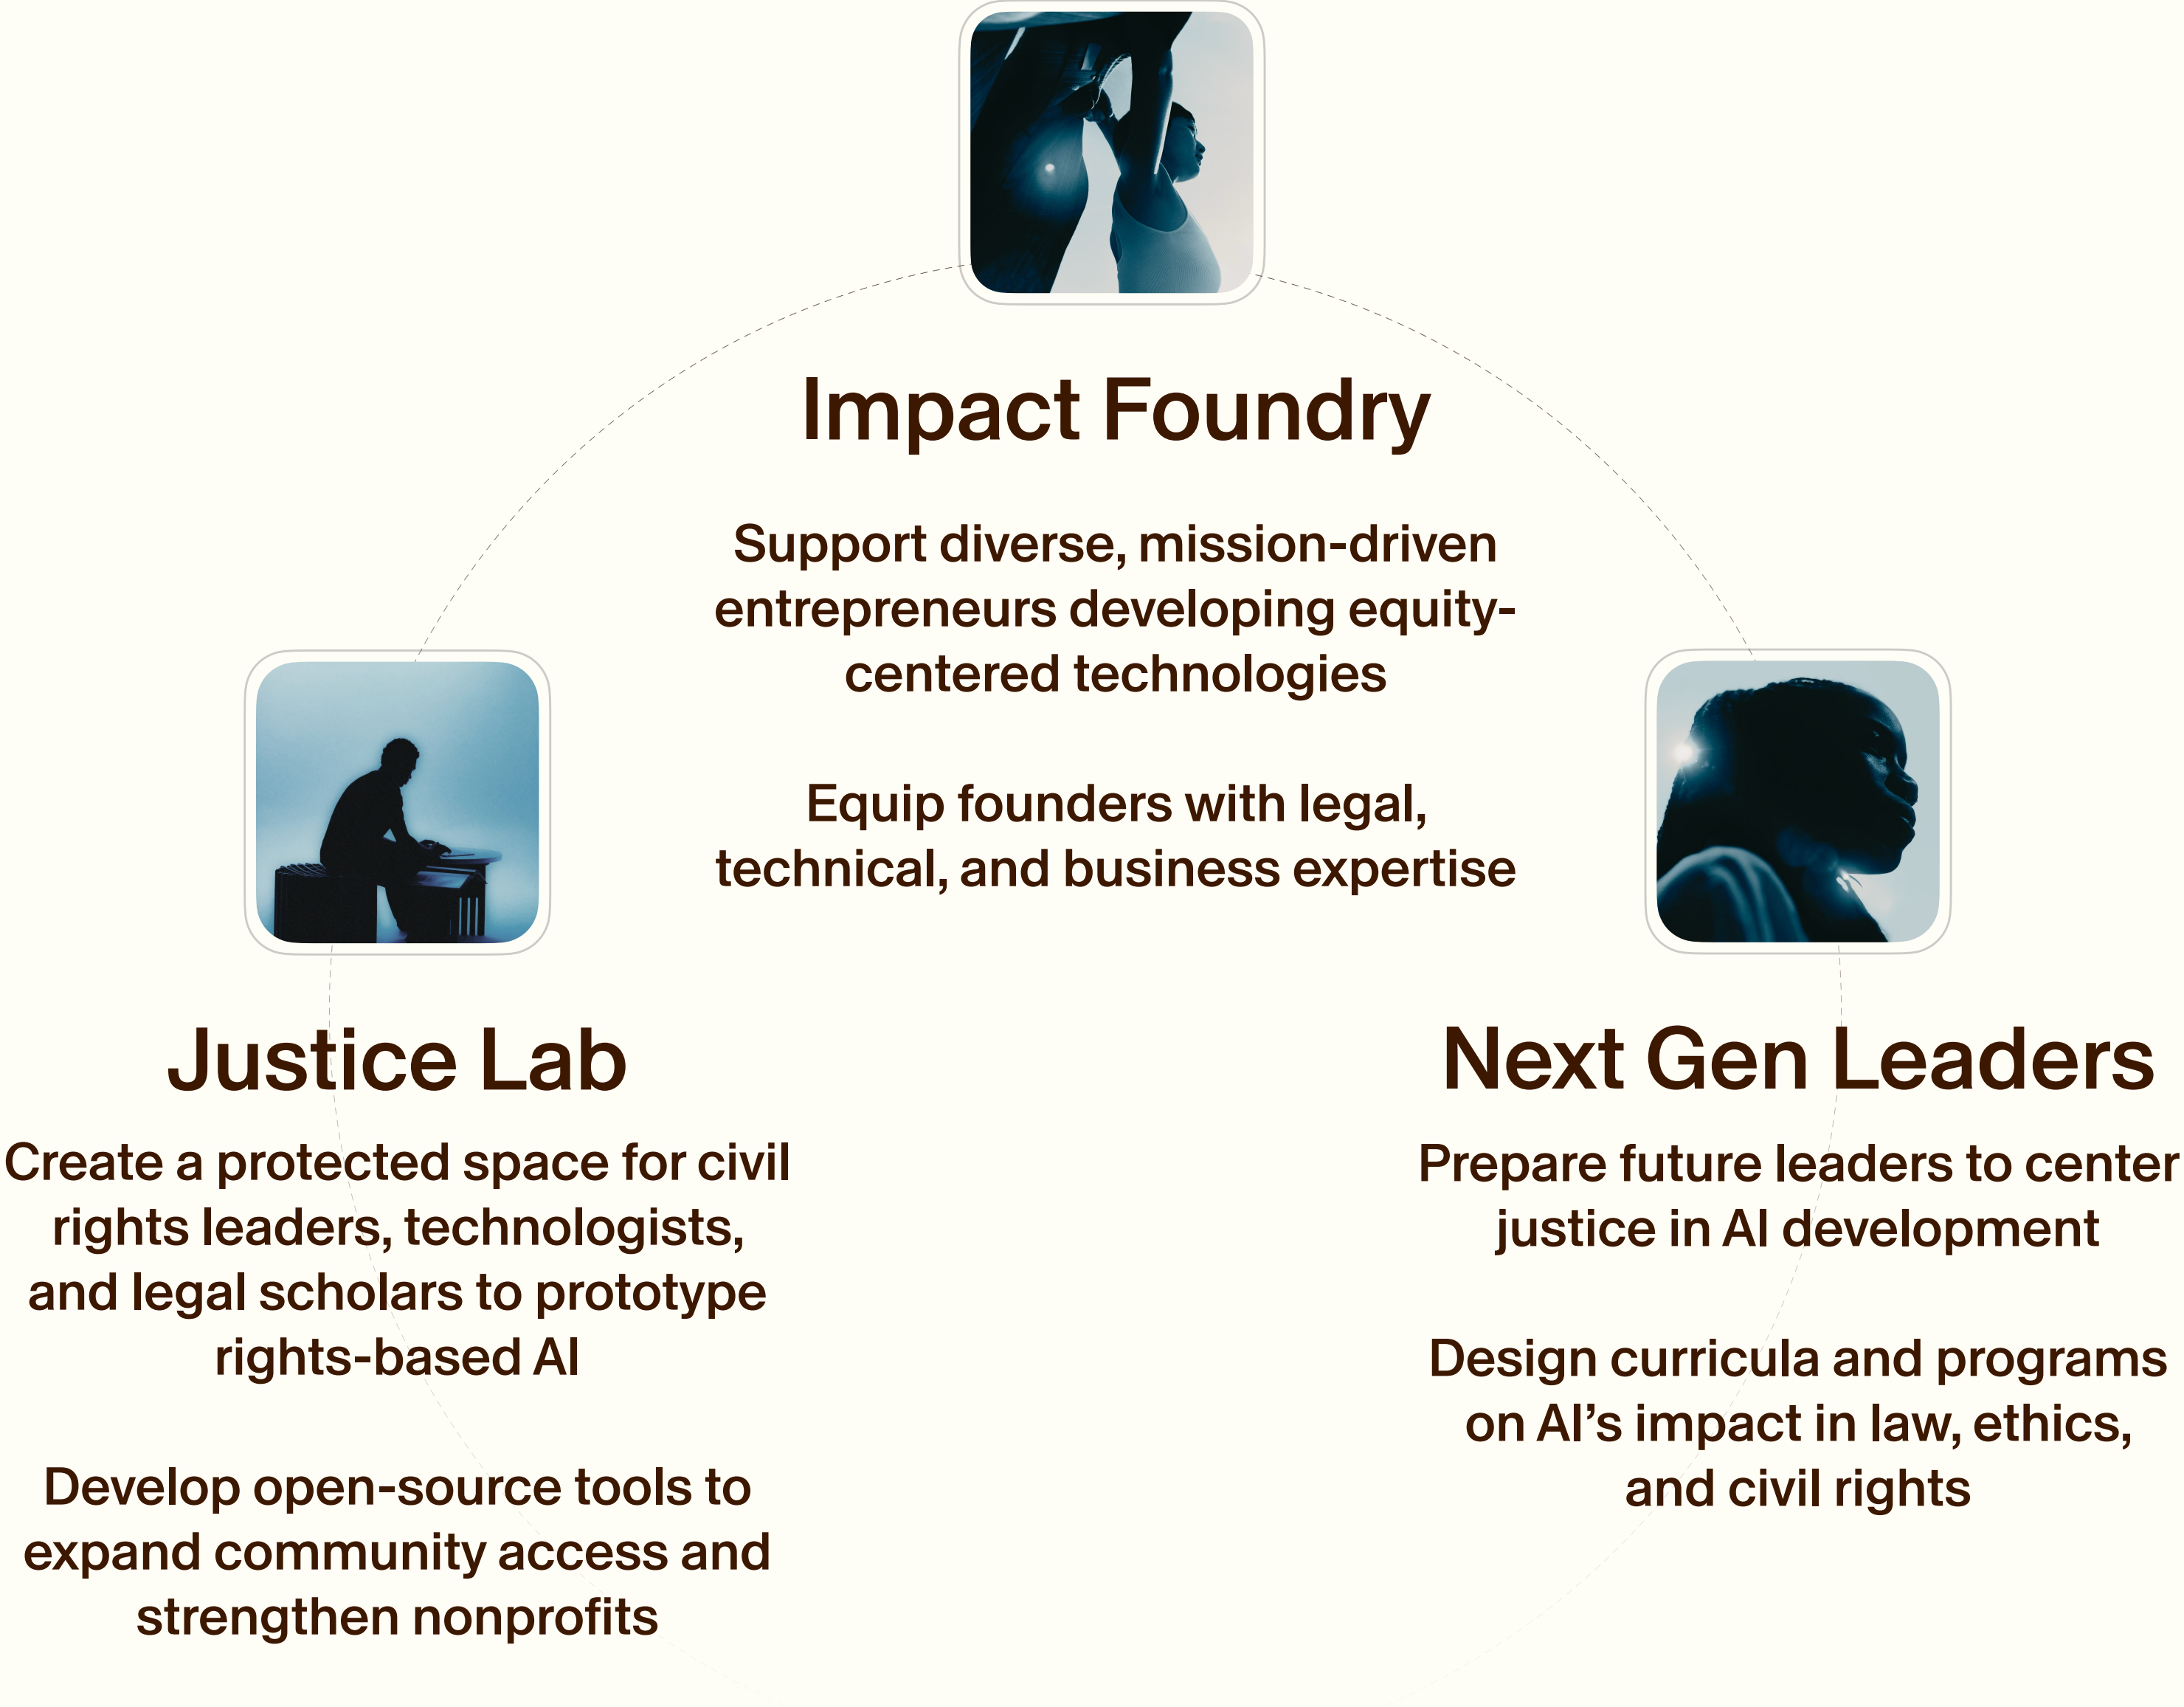 Impact Foundry
Support diverse, mission-driven
entrepreneurs developing equity-
centered technologies
Equip founders with legal,
technical, and business expertise
Justice Lab
Create a protected space for civil
rights leaders, technologists,
and legal scholars to prototype
rights-based AI
Develop open-source tools to
expand community access and
strengthen nonprofits
Next Gen Leaders
Prepare future leaders to center
justice in AI development
Design curricula and programs
on AI’s impact in law, ethics,
and civil rights